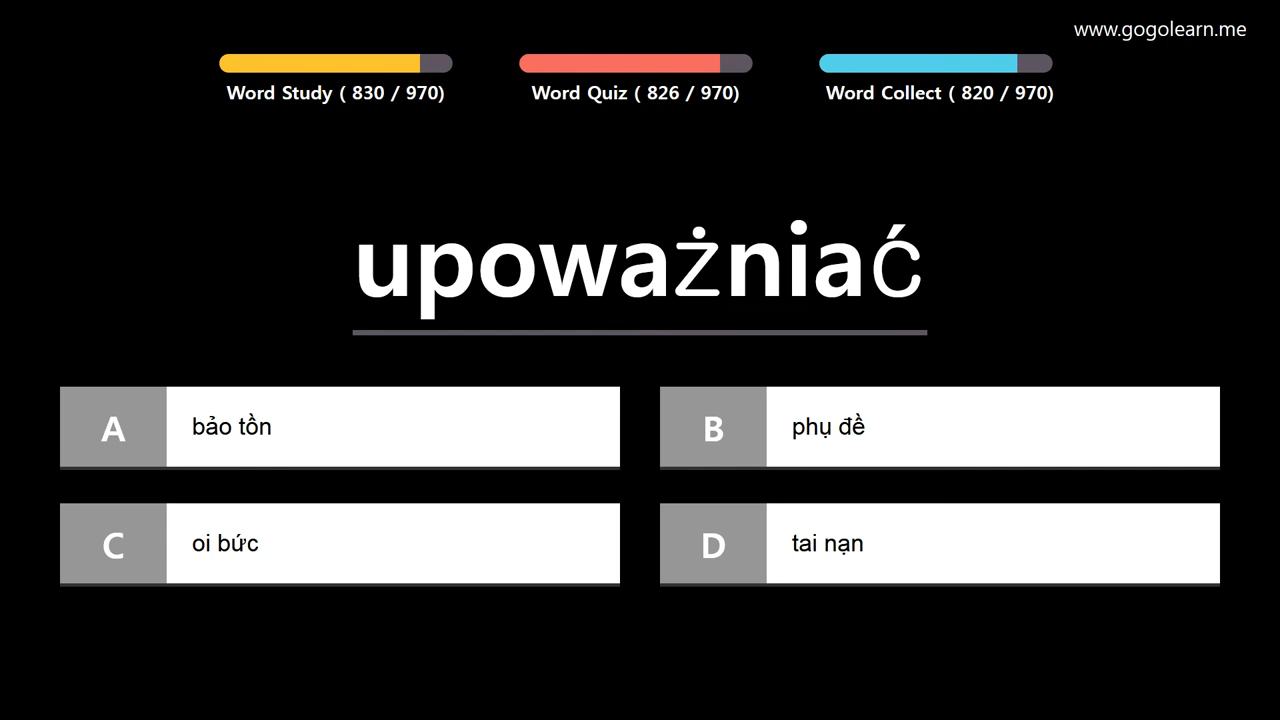 www.gogolearn.me
Word Study ( 830 / 970)
Word Quiz ( 826 / 970)
Word Collect ( 820 / 970)
upoważniać
A bảo tồn
B phụ đề
C oi bức
D tai nạn